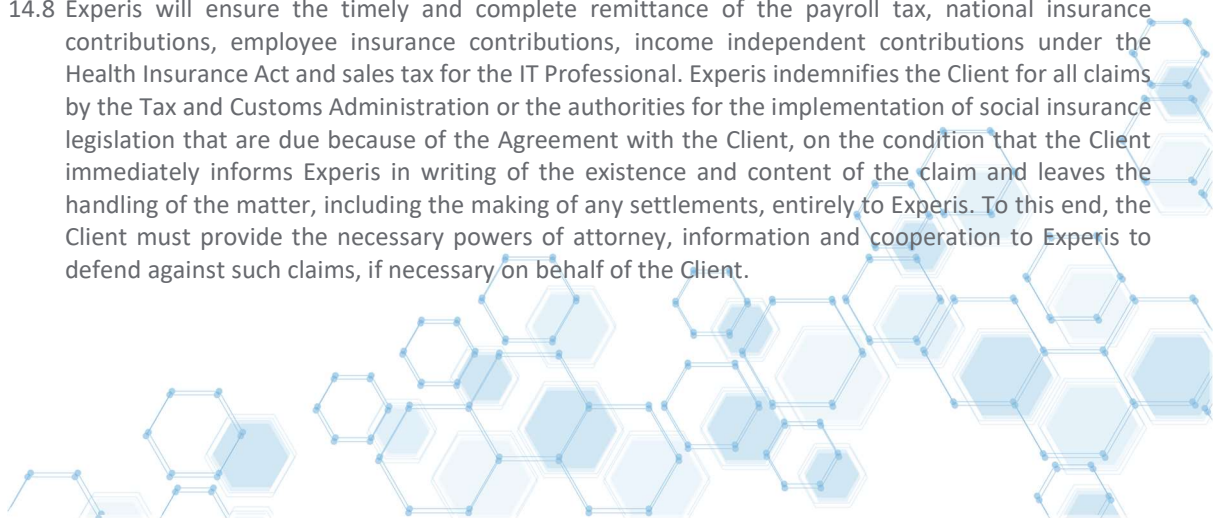 14.8 Experis will ensure the timely and complete remittance of the payroll tax, national insurance
contributions, employee insurance contributions, income independent contributions under the
Health Insurance Act and sales tax for the IT Professional. Experis indemnifies the Client for all claims
by the Tax and Customs Administration or the authorities for the implementation of social insurance
legislation that are due because of the Agreement with the Client, on the condition that the Client
immediately informs Experis in writing of the existence and content of the claim and leaves the
handling of the matter, including the making of any settlements, entirely to Experis. To this end, the
Client must provide the necessary powers of attorney, information and cooperation to Experis to
defend against such claims, if necessary on behalf of the Client.